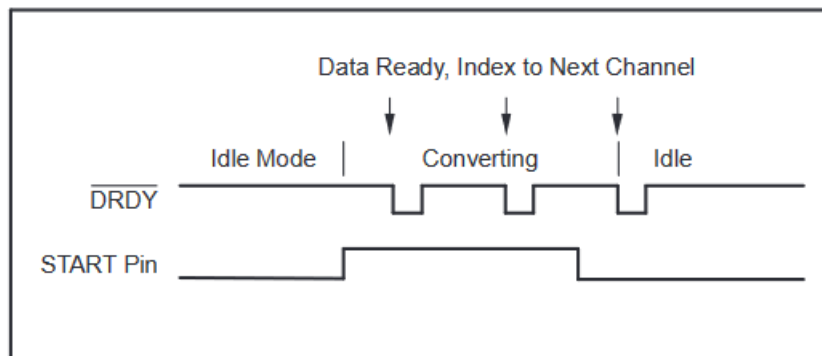 Data Ready, Index to Next Channel
Idle Mode Converting Idle
DRDY
START Pin